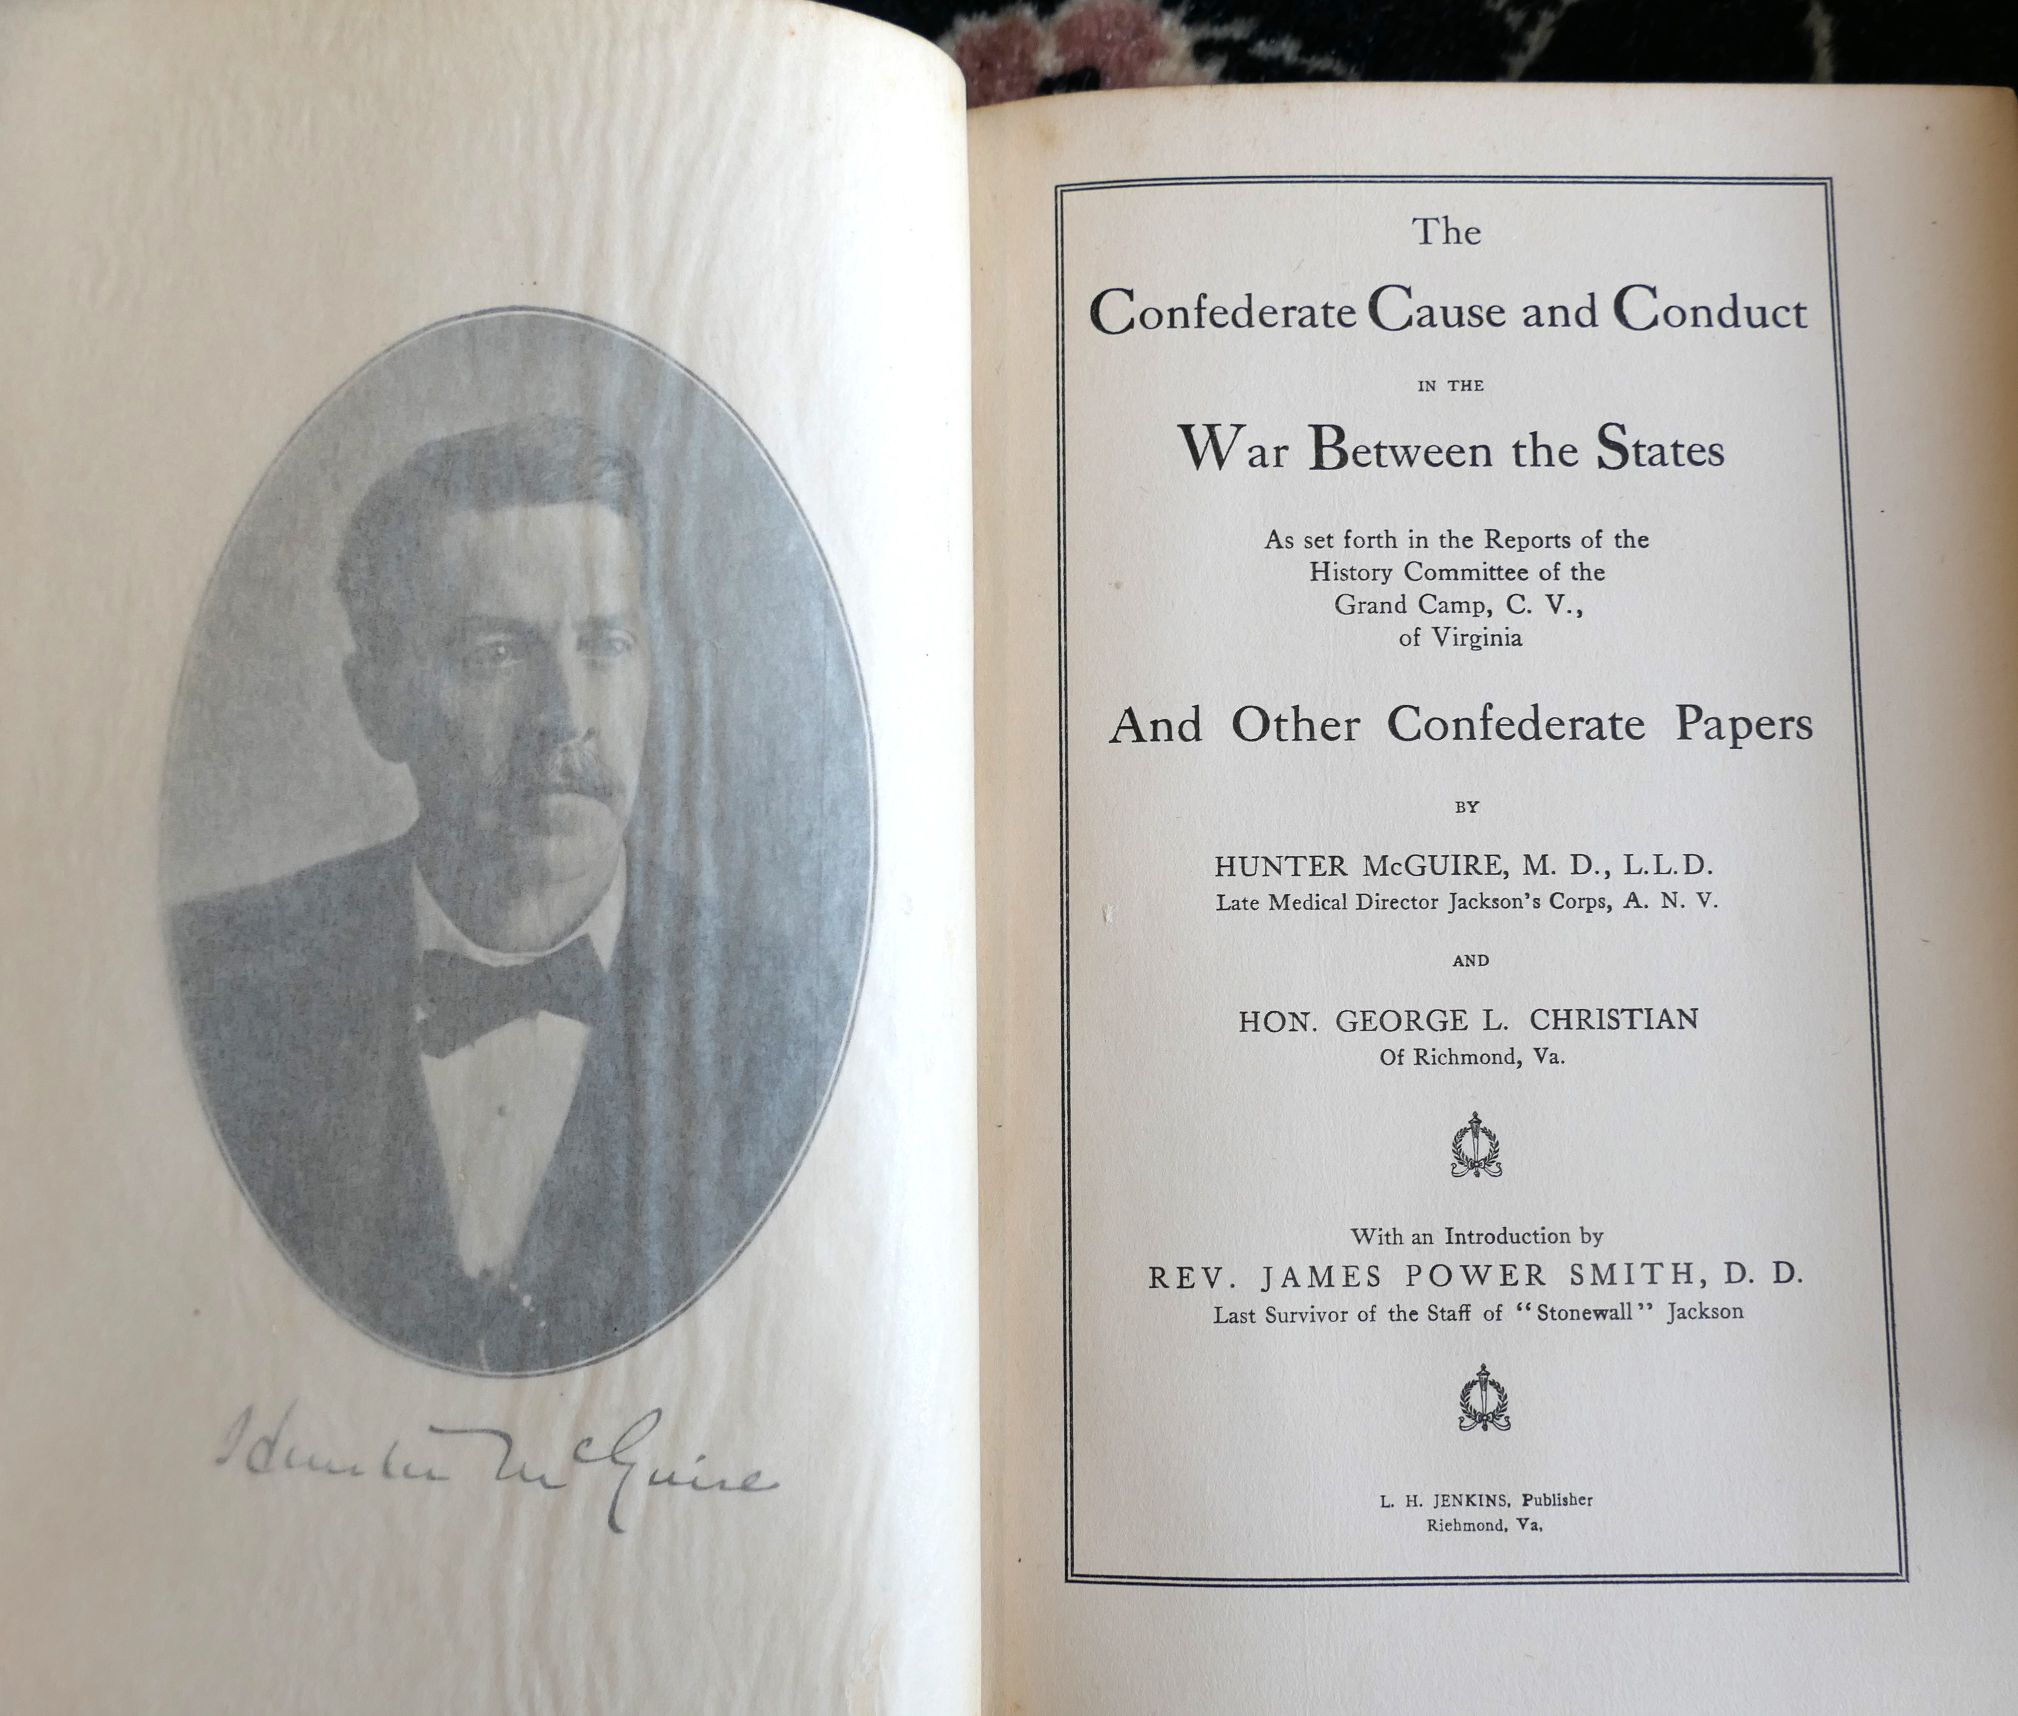 Hunter McGuire
The
Confederate Cause and Conduct
IN THE
War Between the States
As set forth in the Reports of the
History Committee of the
Grand Camp, C. V.,
of Virginia
And Other Confederate Papers
BY
HUNTER McGUIRE, M. D., L.L.D.
Late Medical Director Jackson's Corps, A. N. V.
AND
HON. GEORGE L. CHRISTIAN
Of Richmond, Va.
With an Introduction by
REV. JAMES POWER SMITH, D. D.
Last Survivor of the Staff of “Stonewall” Jackson
L. H. JENKINS, Publisher
Richmond, Va.